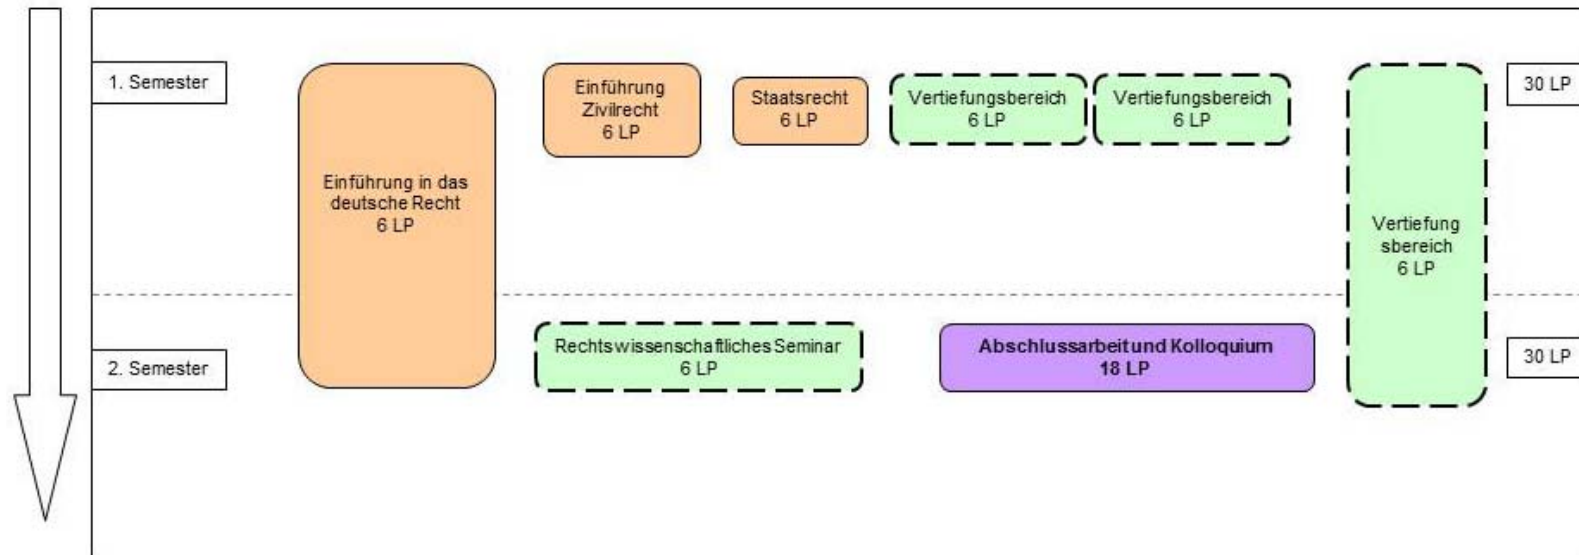 1. Semester
Einführung in das
deutsche Recht
6 LP
Einführung
Zivilrecht
6 LP
Staatsrecht
6 LP
Vertiefungsbereich
6 LP
Vertiefungsbereich
6 LP
Vertiefung
sbereich
6 LP
30 LP
2. Semester
Rechtswissenschaftliches Seminar
6 LP
Abschlussarbeit und Kolloquium
18 LP
30 LP